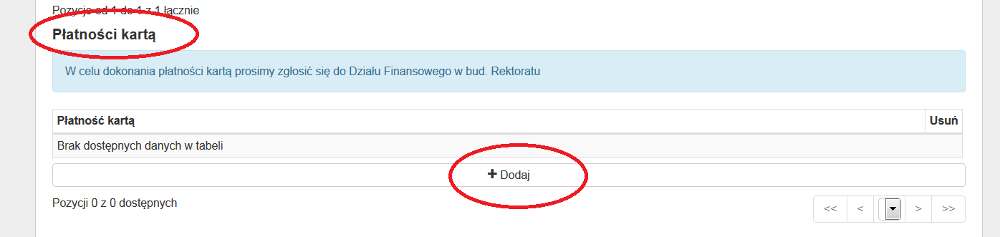 Pozycje od 1 do 1 z 1 łącznie
Płatności kartą
W celu dokonania płatności kartą prosimy zgłosić się do Działu Finansowego w bud. Rektoratu
Płatność kartą Usuń
Brak dostępnych danych w tabeli
+ Dodaj
Pozycji 0 z 0 dostępnych << < > >>